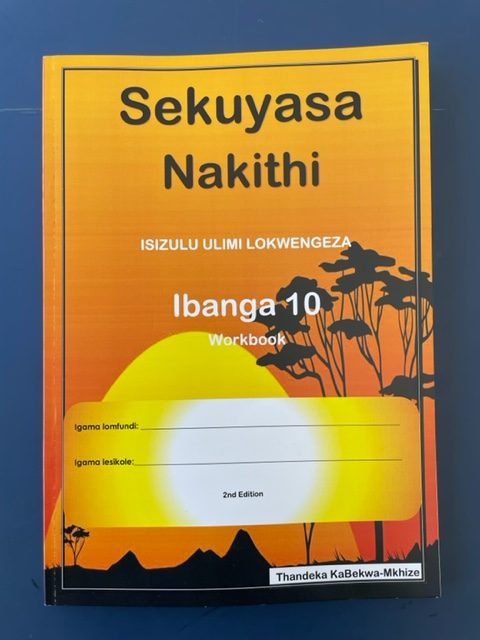 Sekuyasa
Nakithi
ISIZULU ULIMI LOKWENGEZA
Ibanga 10
Workbook
Igama lomfundi:
Igama lesikole:
2nd Edition
Thandeka KaBekwa-Mkhize